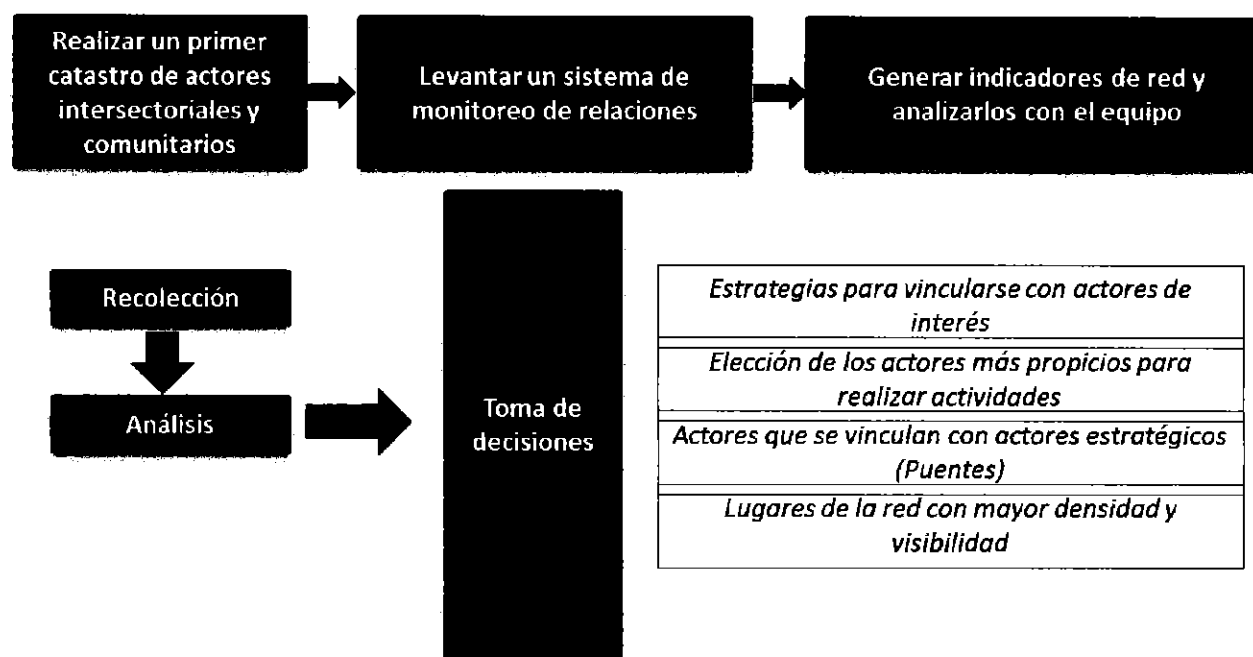 Realizar un primer
catastro de actores
intersectoriales y
comunitarios
Levantar un sistema de
monitoreo de relaciones
Generar indicadores de red y
analizarlos con el equipo
Recolección
Análisis
Toma de
decisiones
Estrategias para vincularse con actores de
interés
Elección de los actores más propicios para
realizar actividades
Actores que se vinculan con actores estratégicos
(Puentes)
Lugares de la red con mayor densidad y
visibilidad